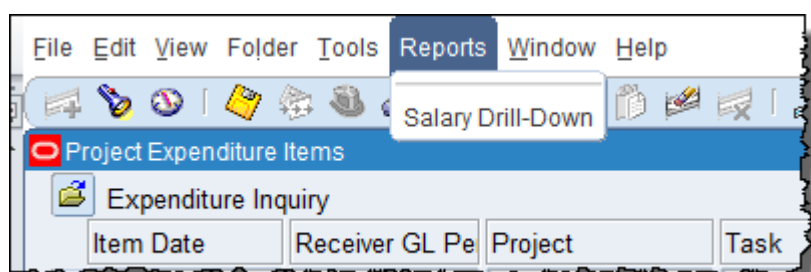 File Edit View Folder Tools Reports Window Help
Salary Drill-Down
Project Expenditure Items
Expenditure Inquiry
Item Date Receiver GL Pe Project Task